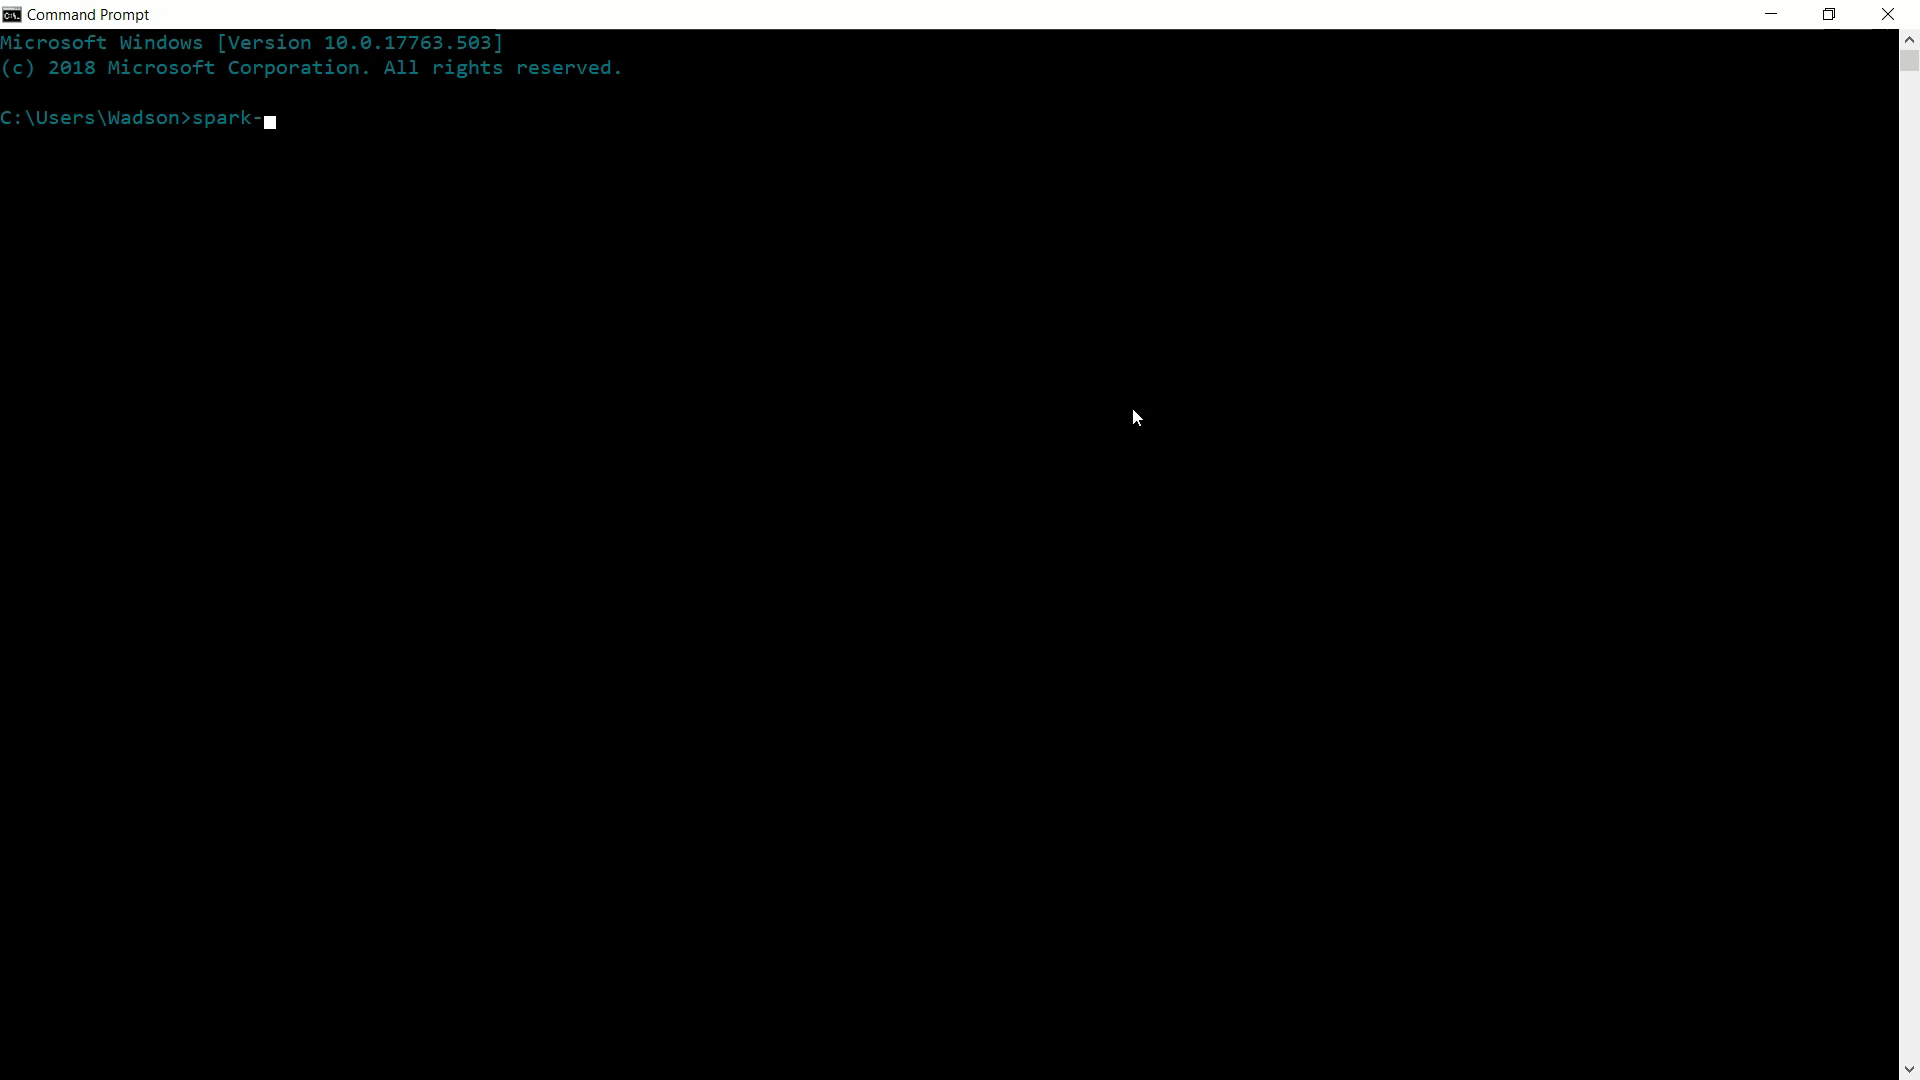 Command Prompt
Microsoft Windows [Version 10.0.17763.503]
(c) 2018 Microsoft Corporation. All rights reserved.
C:\Users\Wadson>spark-